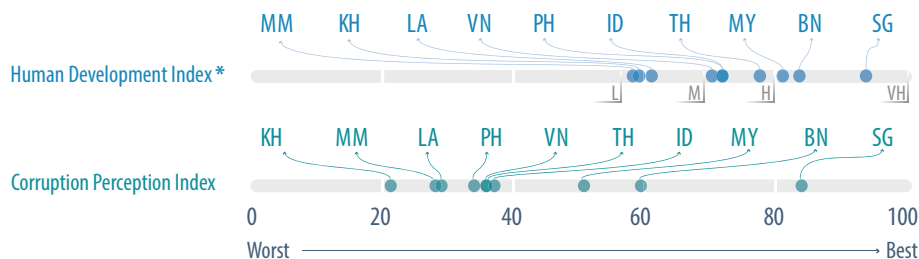 MM KH LA VN PH ID TH MY BN SG
Human Development Index *
L M H VH
KH MM LA PH VN TH ID MY BN SG
Corruption Perception Index
0 20 40 60 80 100
Worst Best